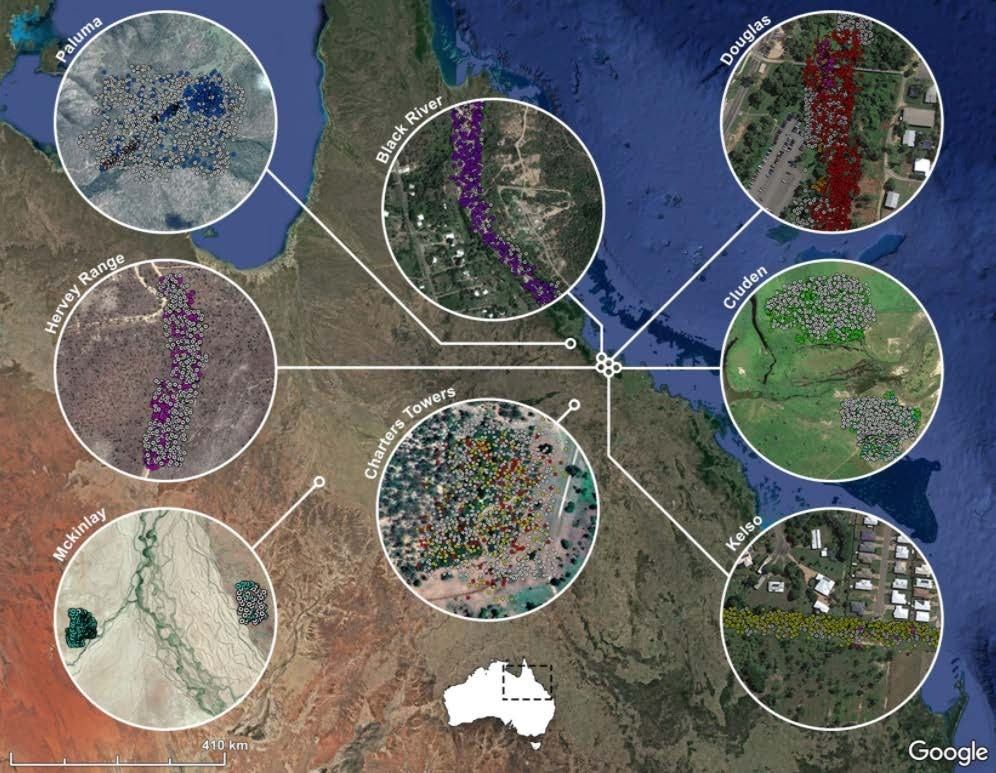 Paluma
Black River
Douglas
Hervey Range
Cluden
Charters Towers
Mckinlay
Kelso
410 km
Google